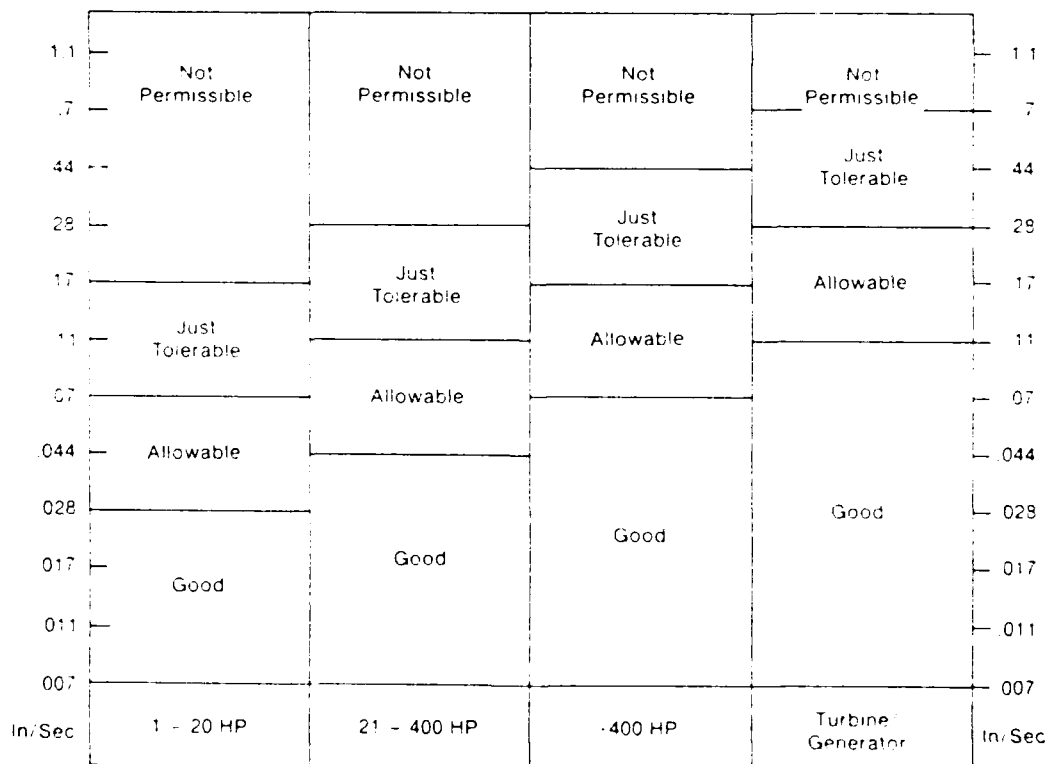 1.1
.7
.44
.28
.17
.11
.07
.044
.028
.017
.011
.007
In/Sec
Not
Permissible
Just
Tolerable
Allowable
Good
1 - 20 HP
Not
Permissible
Just
Tolerable
Allowable
Good
21 - 400 HP
Not
Permissible
Just
Tolerable
Allowable
Good
400 HP
Not
Permissible
Just
Tolerable
Allowable
Good
Turbine/
Generator
1.1
.7
.44
.28
.17
.11
.07
.044
.028
.017
.011
.007
In/Sec